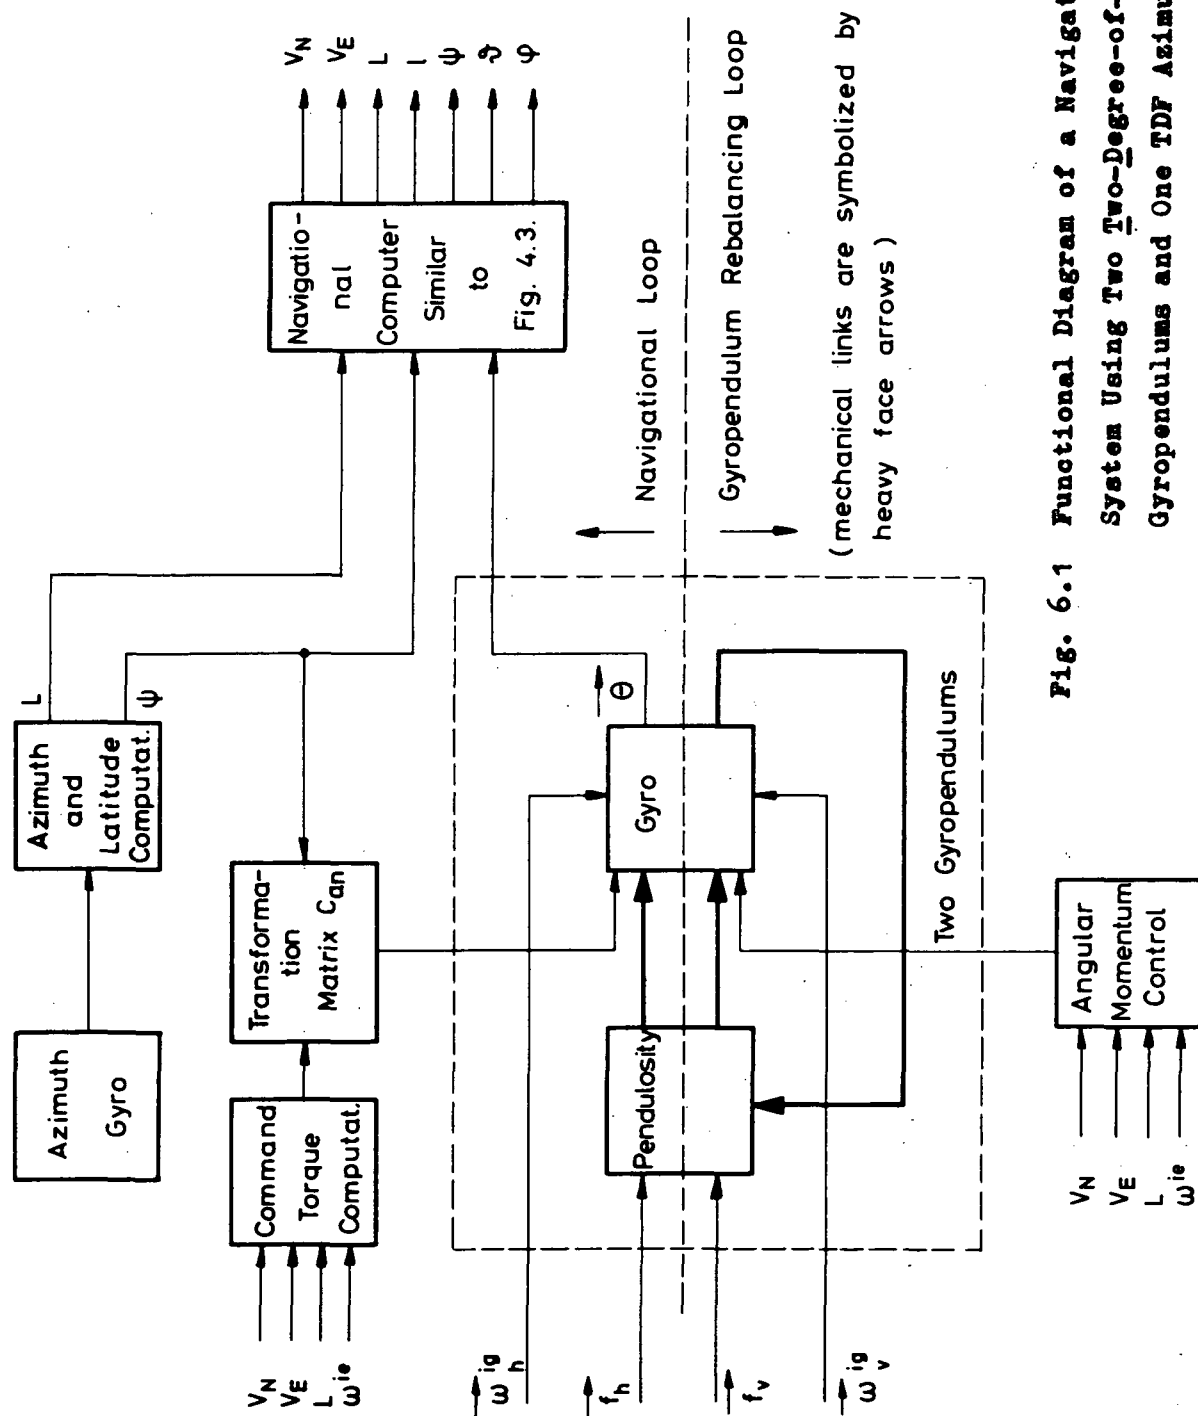 Azimuth
Gyro
Azimuth
and
Latitude
Computat.
L
ψ
V_N
V_E
L
ω^ie
Command
Torque
Computat.
Transforma-
tion
Matrix C_an
Navigatio-
nal
Computer
Similar
to
Fig. 4.3.
V_N
V_E
L
l
ψ
ϑ
φ
ω_h^ig
f_h
f_v
ω_v^ig
Pendulosity
Gyro
θ
Two Gyropendulums
Navigational Loop
Gyropendulum Rebalancing Loop
(mechanical links are symbolized by
heavy face arrows)
V_N
V_E
L
ω^ie
Angular
Momentum
Control
Fig. 6.1 Functional Diagram of a Navigat
System Using Two Two-Degree-of-
Gyropendulums and One TDF Azimu